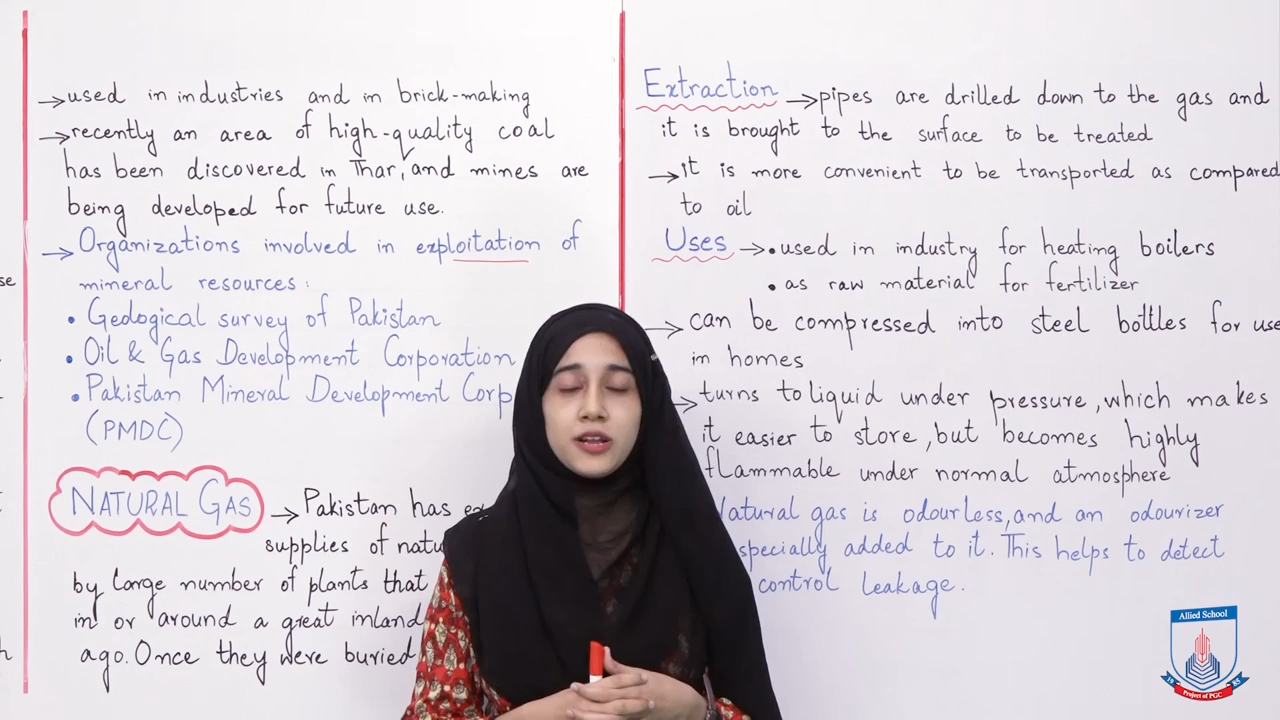 → used in industries and in brick-making
→ recently an area of high-quality coal
has been discovered in Thar, and mines are
being developed for future use.
→ Organizations involved in exploitation of
mineral resources:
• Geological survey of Pakistan
• Oil & Gas Development Corporation
• Pakistan Mineral Development Corp
(PMDC)
NATURAL GAS → Pakistan has
supplies of
by large number of plants that
in or around a great inland
ago. Once they were buried
Extraction → pipes are drilled down to the gas and
it is brought to the surface to be treated
→ it is more convenient to be transported as compared
to oil
Uses → • used in industry for heating boilers
• as raw material for fertilizer
→ can be compressed into steel bottles for use
in homes
→ turns to liquid under pressure, which makes
it easier to store, but becomes highly
flammable under normal atmosphere
Natural gas is odourless, and an odourizer
specially added to it. This helps to detect
control leakage.
Allied School
19 85
Project of PGC